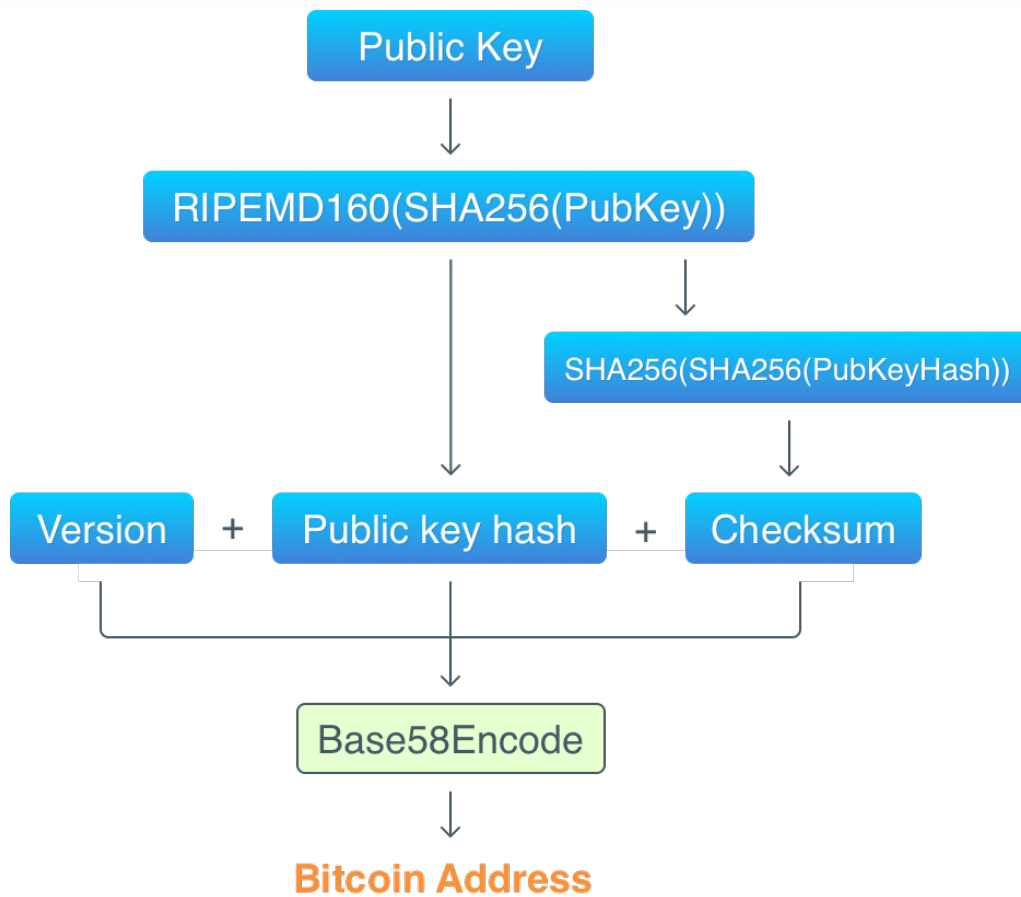 Public Key
RIPEMD160(SHA256(PubKey))
SHA256(SHA256(PubKeyHash))
Version + Public key hash + Checksum
Base58Encode
Bitcoin Address